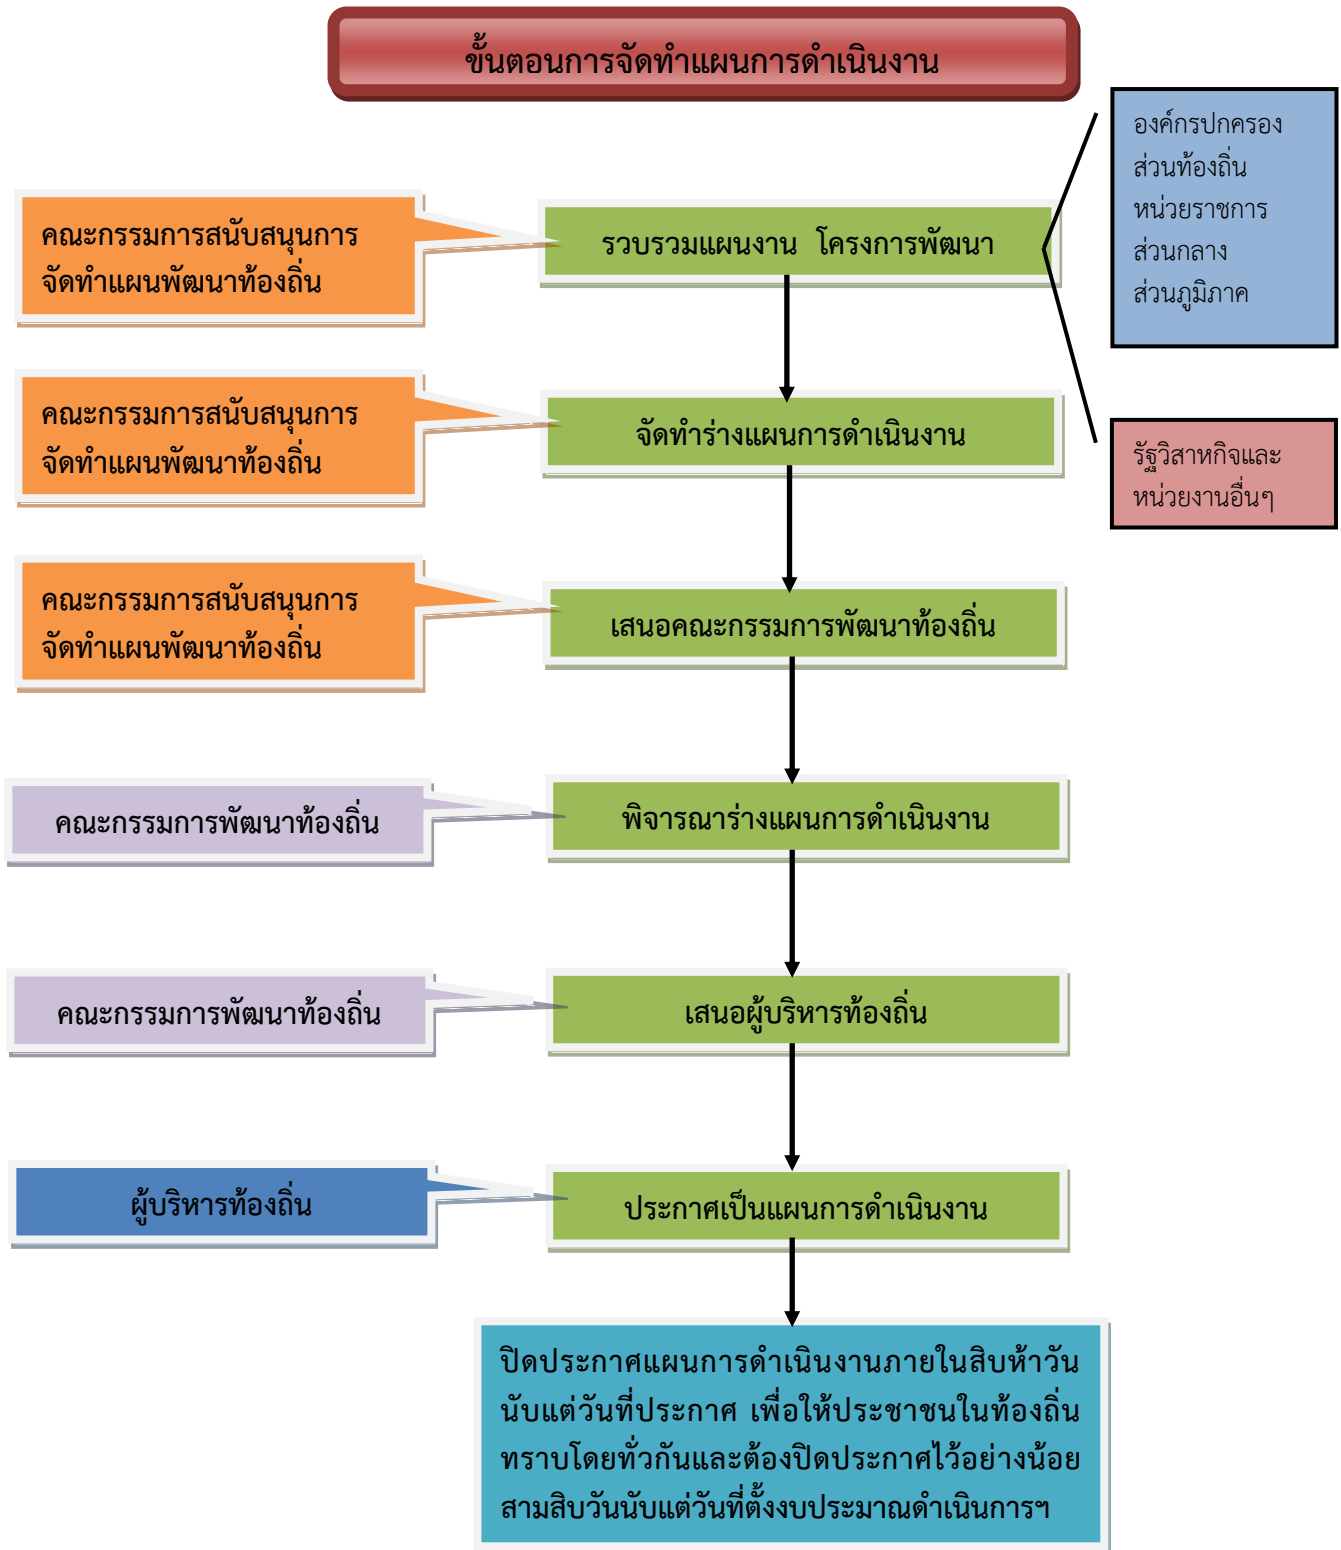 ขั้นตอนการจัดทำแผนการดำเนินงาน
องค์กรปกครอง
ส่วนท้องถิ่น
หน่วยราชการ
ส่วนกลาง
ส่วนภูมิภาค
คณะกรรมการสนับสนุนการ
จัดทำแผนพัฒนาท้องถิ่น
รวบรวมแผนงาน โครงการพัฒนา
คณะกรรมการสนับสนุนการ
จัดทำแผนพัฒนาท้องถิ่น
จัดทำร่างแผนการดำเนินงาน
รัฐวิสาหกิจและ
หน่วยงานอื่นๆ
คณะกรรมการสนับสนุนการ
จัดทำแผนพัฒนาท้องถิ่น
เสนอคณะกรรมการพัฒนาท้องถิ่น
คณะกรรมการพัฒนาท้องถิ่น
พิจารณาร่างแผนการดำเนินงาน
คณะกรรมการพัฒนาท้องถิ่น
เสนอผู้บริหารท้องถิ่น
ผู้บริหารท้องถิ่น
ประกาศเป็นแผนการดำเนินงาน
ปิดประกาศแผนการดำเนินงานภายในสิบห้าวัน
นับแต่วันที่ประกาศ เพื่อให้ประชาชนในท้องถิ่น
ทราบโดยทั่วกันและต้องปิดประกาศไว้อย่างน้อย
สามสิบวันนับแต่วันที่ตั้งงบประมาณดำเนินการฯ